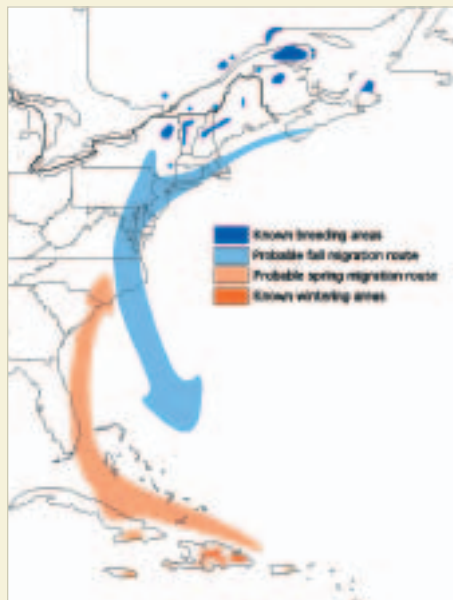 Known breeding areas
Probable fall migration route
Probable spring migration route
Known wintering areas